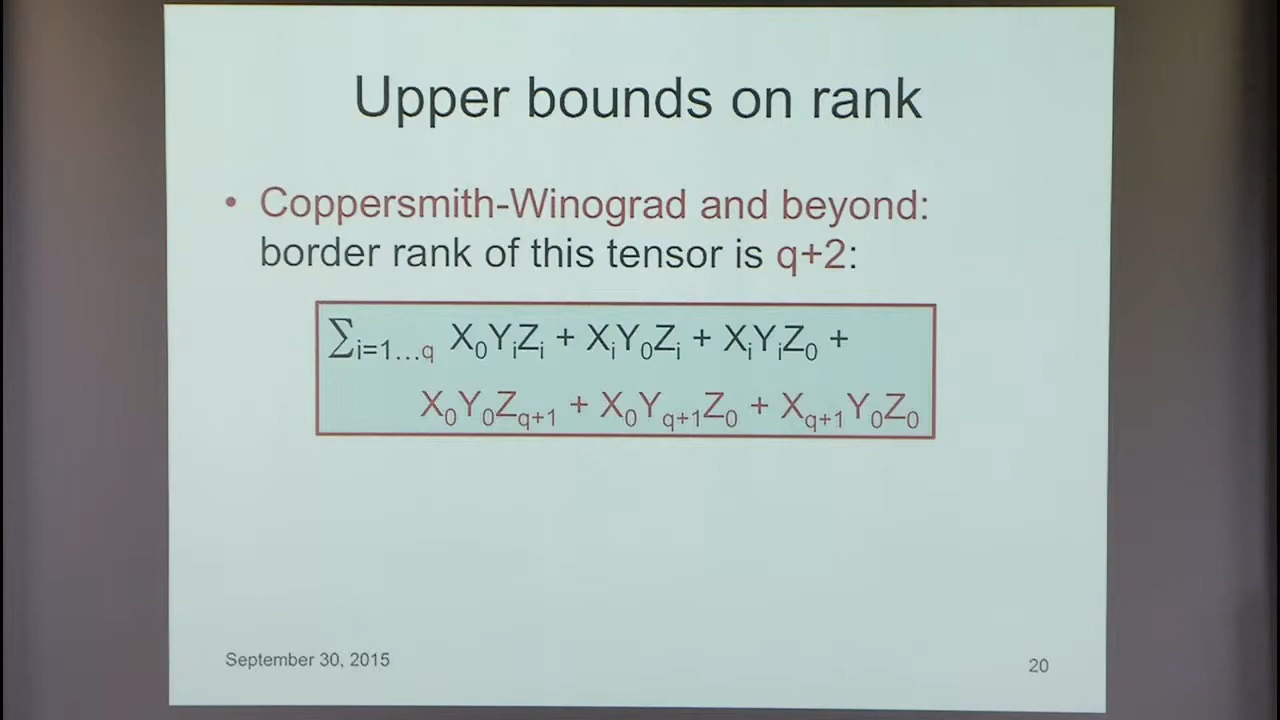 Upper bounds on rank
• Coppersmith-Winograd and beyond:
border rank of this tensor is q+2:
∑i=1…q X₀YᵢZᵢ + XᵢY₀Zᵢ + XᵢYᵢZ₀ +
X₀Y₀Zq+1 + X₀Yq+1Z₀ + Xq+1Y₀Z₀
September 30, 2015
20